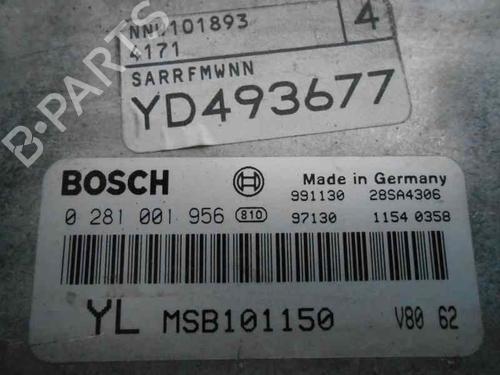 NNW101893
4
4171
SARRFMWNN
YD493677
B-PARTS
BOSCH
Made in Germany
991130 28SA4306
0 281 001 956 810
97130 1154 0358
YL MSB101150 V80 62